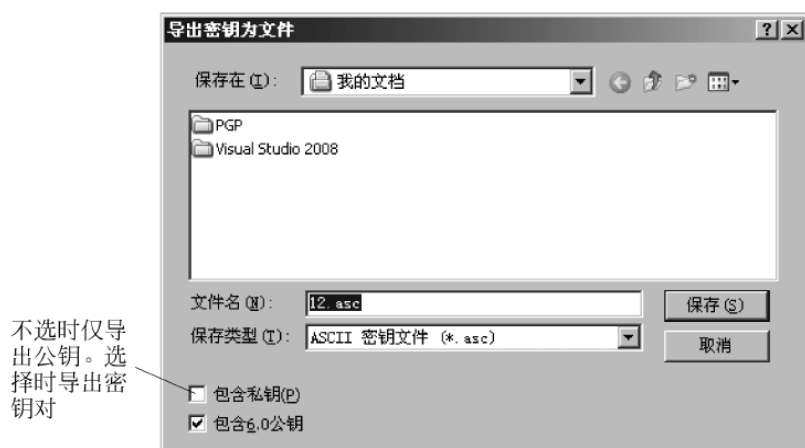 导出密钥为文件
保存在(I): 我的文档
PGP
Visual Studio 2008
文件名(N): 12.asc 保存(S)
保存类型(T): ASCII 密钥文件 (*.asc) 取消
不选时仅导
出公钥。选
择时导出密
钥对
包含私钥(P)
包含6.0公钥